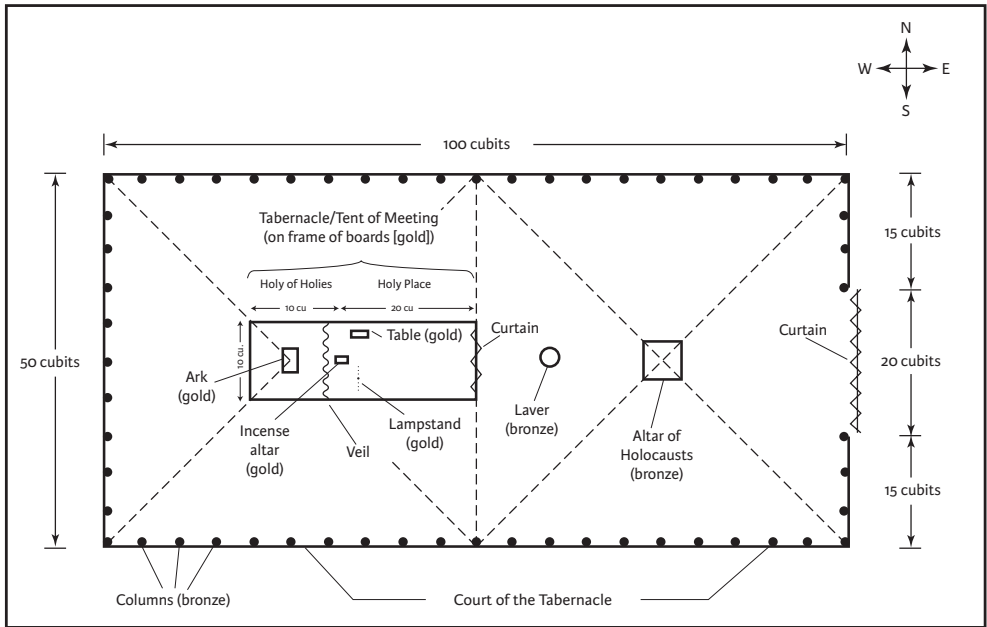 N
W E
S
100 cubits
Tabernacle/Tent of Meeting
(on frame of boards [gold])
15 cubits
Holy of Holies Holy Place
10 cu 20 cu
Table (gold)
Curtain
Curtain
10 cu.
50 cubits
20 cubits
Ark
(gold)
Laver
(bronze)
Lampstand
(gold)
Incense
altar
(gold)
Veil
Altar of
Holocausts
(bronze)
15 cubits
Columns (bronze)
Court of the Tabernacle